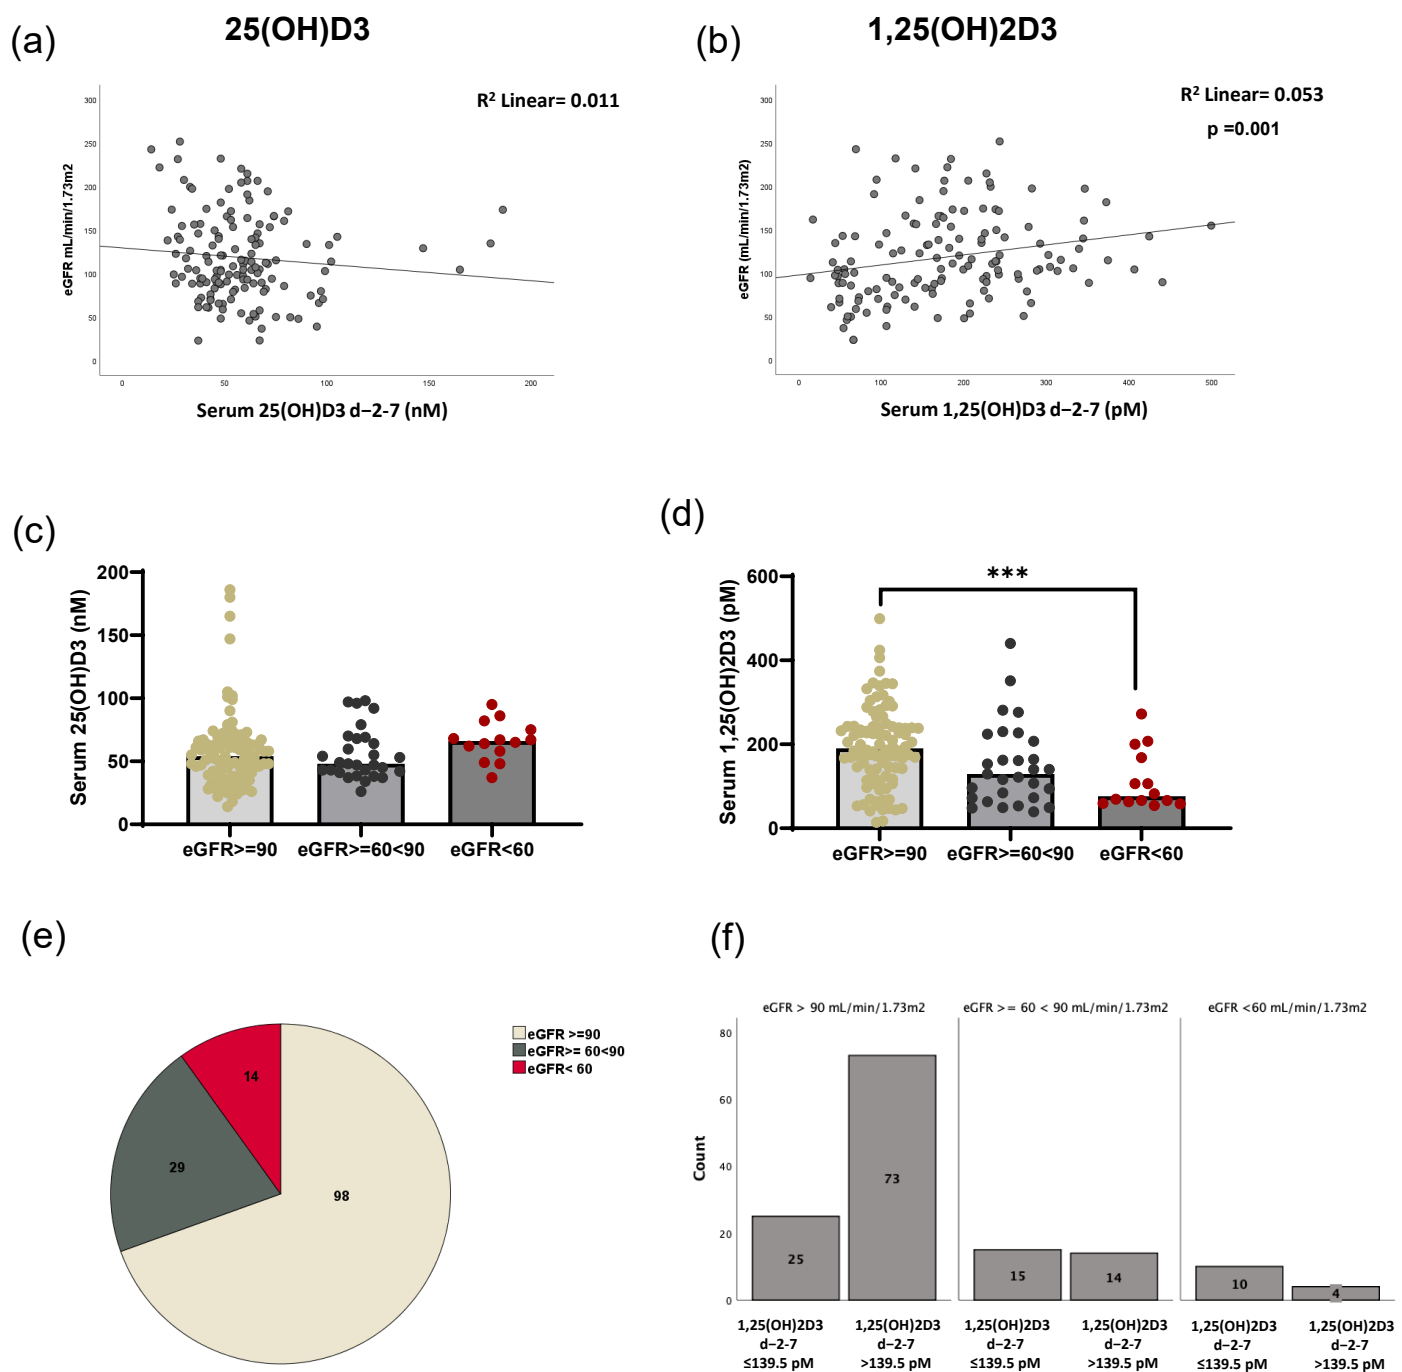 25(OH)D3
1,25(OH)2D3
(a)
(b)
R² Linear= 0.011
R² Linear= 0.053
p =0.001
300
250
200
150
100
50
0
eGFR mL/min/1.73m2
0 50 100 150 200
Serum 25(OH)D3 d–2-7 (nM)
300
250
200
150
100
50
0
eGFR (mL/min/1.73m2)
0 100 200 300 400 500
Serum 1,25(OH)D3 d–2-7 (pM)
(c)
200
150
100
50
0
Serum 25(OH)D3 (nM)
eGFR>=90 eGFR>=60<90 eGFR<60
(d)
***
600
400
200
0
Serum 1,25(OH)2D3 (pM)
eGFR>=90 eGFR>=60<90 eGFR<60
(e)
eGFR >=90
eGFR>= 60<90
eGFR< 60
14
29
98
(f)
eGFR > 90 mL/min/1.73m2 eGFR >= 60 < 90 mL/min/1.73m2 eGFR <60 mL/min/1.73m2
80
60
40
20
0
Count
25 73 15 14 10 4
1,25(OH)2D3 1,25(OH)2D3 1,25(OH)2D3 1,25(OH)2D3 1,25(OH)2D3 1,25(OH)2D3
d–2-7 d–2-7 d–2-7 d–2-7 d–2-7 d–2-7
≤139.5 pM >139.5 pM ≤139.5 pM >139.5 pM ≤139.5 pM >139.5 pM